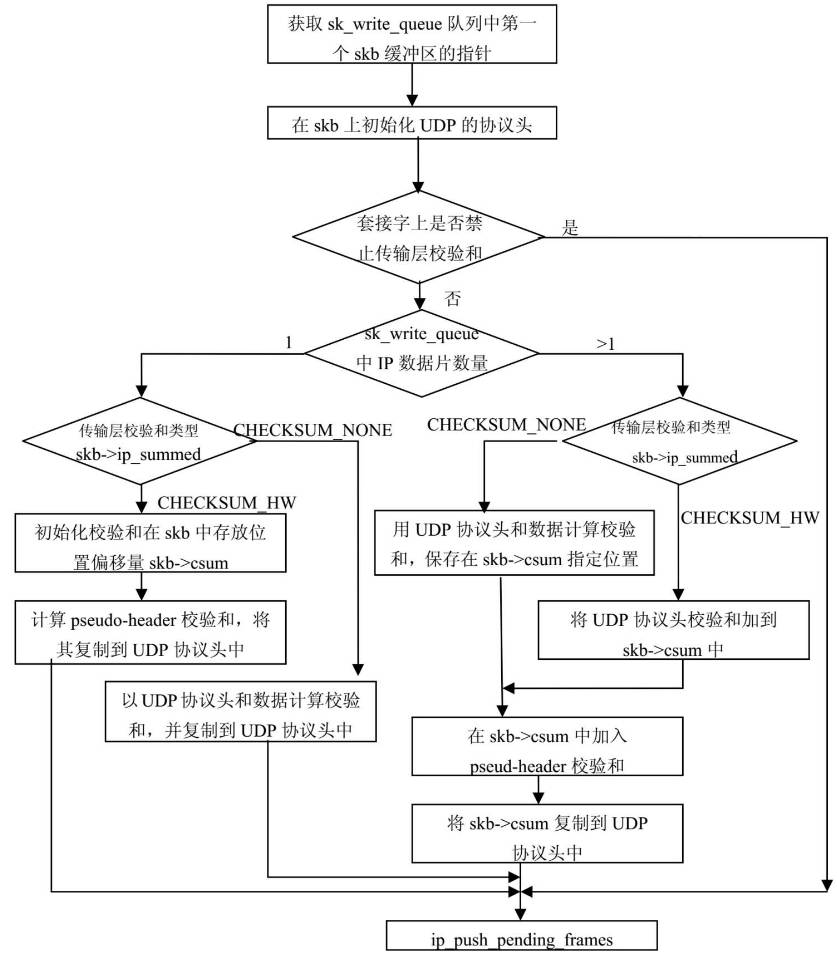 获取 sk_write_queue 队列中第一
个 skb 缓冲区的指针
在 skb 上初始化 UDP 的协议头
套接字上是否禁
止传输层校验和
是
否
sk_write_queue
中 IP 数据片数量
1
>1
传输层校验和类型
skb->ip_summed
CHECKSUM_NONE
CHECKSUM_NONE
传输层校验和类型
skb->ip_summed
CHECKSUM_HW
CHECKSUM_HW
初始化校验和在 skb 中存放位
置偏移量 skb->csum
用 UDP 协议头和数据计算校验
和，保存在 skb->csum 指定位置
计算 pseudo-header 校验和，将
其复制到 UDP 协议头中
将 UDP 协议头校验和加到
skb->csum 中
以 UDP 协议头和数据计算校验
和，并复制到 UDP 协议头中
在 skb->csum 中加入
pseud-header 校验和
将 skb->csum 复制到 UDP
协议头中
ip_push_pending_frames